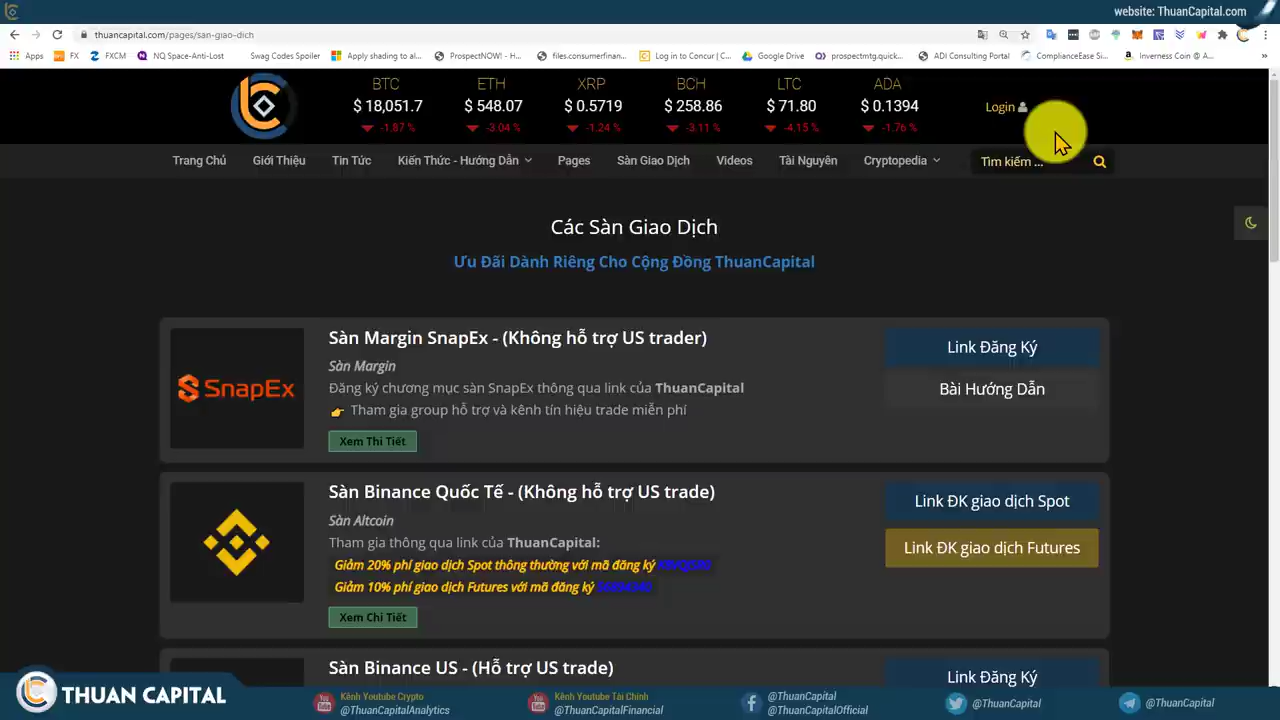 website: ThuanCapital.com
thuancapital.com/pages/san-giao-dich
Apps FX FXCM NQ Space-Anti-Lost Swag Codes Spoiler Apply shading to al... ProspectNOW! - Ho... files.consumerfinan... Log in to Concur | C... Google Drive prospectmtg.quick... ADI Consulting Portal ComplianceEase Si... Inverness Coin @ A...
BTC ETH XRP BCH LTC ADA
$ 18,051.7 $ 548.07 $ 0.5719 $ 258.86 $ 71.80 $ 0.1394
-1.87 % -3.04 % -1.24 % -3.11 % -4.15 % -1.76 %
Login
Trang Chủ Giới Thiệu Tin Tức Kiến Thức - Hướng Dẫn Pages Sàn Giao Dịch Videos Tài Nguyên Cryptopedia Tìm kiếm ...
Các Sàn Giao Dịch
Ưu Đãi Dành Riêng Cho Cộng Đồng ThuanCapital
SnapEx
Sàn Margin SnapEx - (Không hỗ trợ US trader)
Sàn Margin
Đăng ký chương mục sàn SnapEx thông qua link của ThuanCapital
Tham gia group hỗ trợ và kênh tín hiệu trade miễn phí
Xem Thi Tiết
Link Đăng Ký
Bài Hướng Dẫn
Sàn Binance Quốc Tế - (Không hỗ trợ US trade)
Sàn Altcoin
Tham gia thông qua link của ThuanCapital:
Giảm 20% phí giao dịch Spot thông thường với mã đăng ký
Giảm 10% phí giao dịch Futures với mã đăng ký
Xem Chi Tiết
Link ĐK giao dịch Spot
Link ĐK giao dịch Futures
Sàn Binance US - (Hỗ trợ US trade)
Link Đăng Ký
THUAN CAPITAL
Kênh Youtube Crypto
@ThuanCapitalAnalytics
Kênh Youtube Tài Chính
@ThuanCapitalFinancial
@ThuanCapital
@ThuanCapitalOfficial
@ThuanCapital
@ThuanCapital